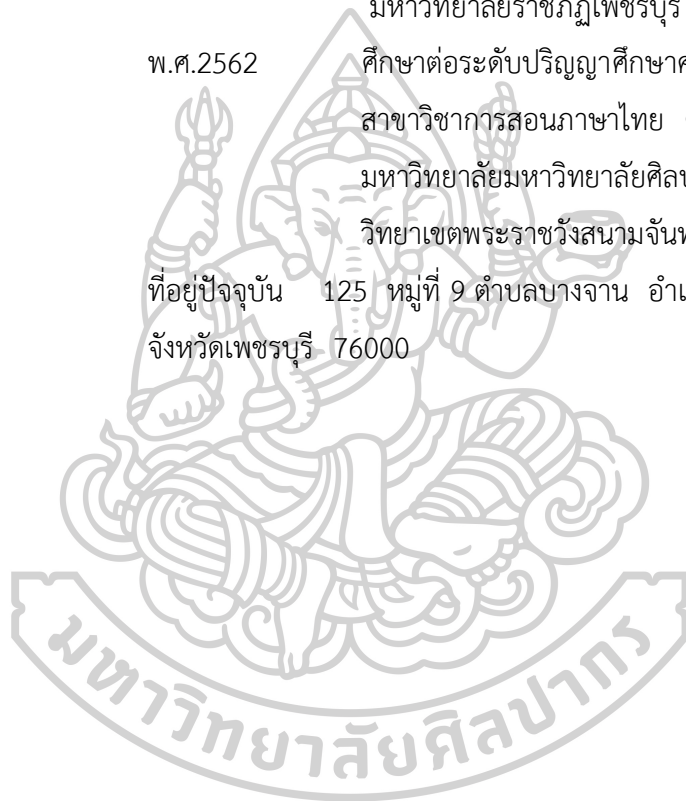 มหาวิทยาลัยราชภัฏเพชรบุรี
พ.ศ.2562 ศึกษาต่อระดับปริญญาศึกษา
สาขาวิชาการสอนภาษาไทย
มหาวิทยาลัยมหาวิทยาลัยศิลป
วิทยาเขตพระราชวังสนามจันท
ที่อยู่ปัจจุบัน 125 หมู่ที่ 9 ตำบลบางจาน อำเ
จังหวัดเพชรบุรี 76000
มหาวิทยาลัยศิลปากร